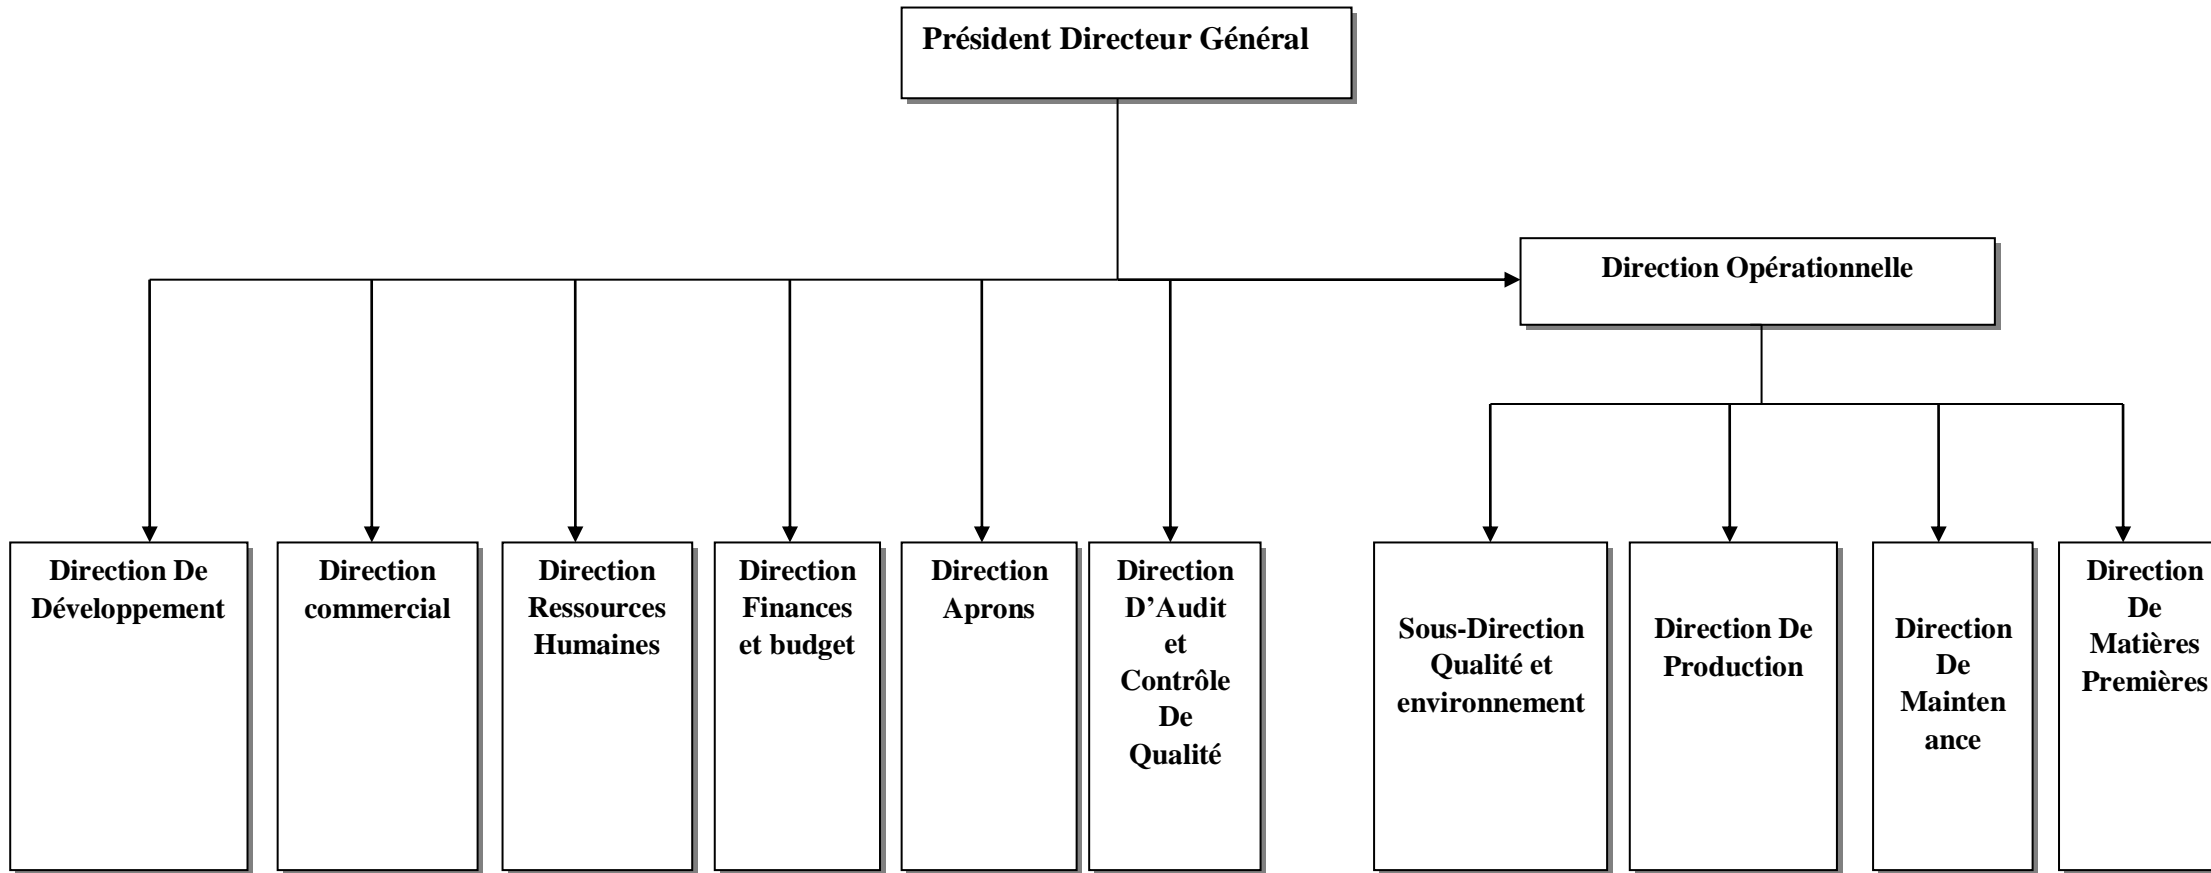 Président Directeur Général
Direction Opérationnelle
Direction De
Développement
Direction
commercial
Direction
Ressources
Humaines
Direction
Finances
et budget
Direction
Aprons
Direction
D’Audit
et
Contrôle
De
Qualité
Sous-Direction
Qualité et
environnement
Direction De
Production
Direction
De
Mainten
ance
Direction
De
Matières
Premières